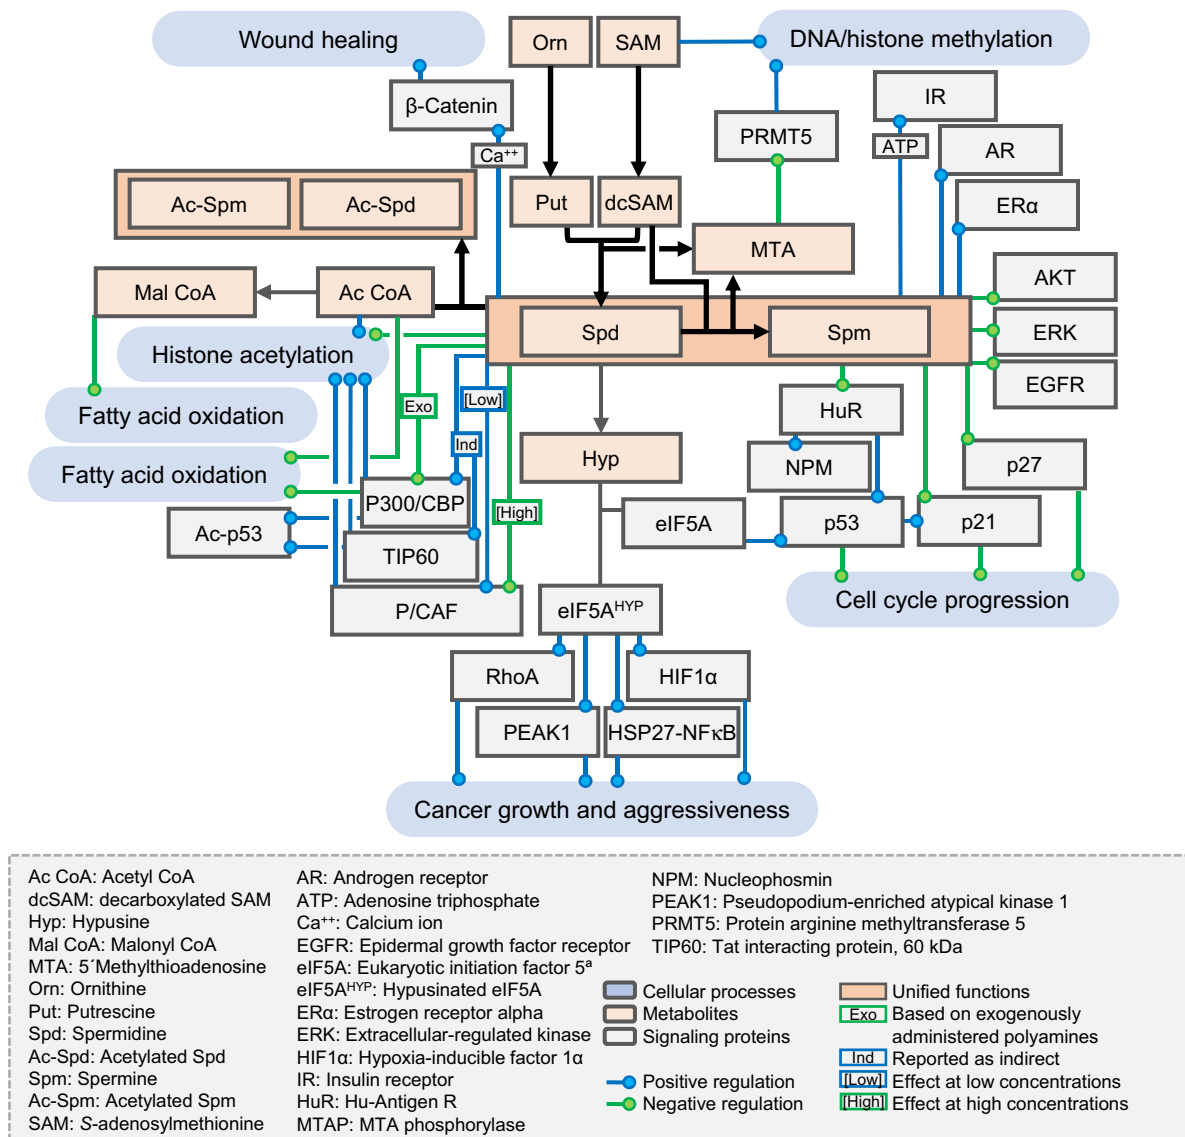 Wound healing
Orn
SAM
DNA/histone methylation
β-Catenin
Ca++
PRMT5
IR
ATP
AR
ERα
Ac-Spm
Ac-Spd
Put
dcSAM
MTA
Mal CoA
Ac CoA
AKT
Spd
Spm
ERK
Histone acetylation
EGFR
Fatty acid oxidation
Exo
[Low]
HuR
Ind
Hyp
NPM
p27
Fatty acid oxidation
P300/CBP
[High]
Ac-p53
eIF5A
p53
p21
TIP60
P/CAF
eIF5AHYP
Cell cycle progression
RhoA
HIF1α
PEAK1
HSP27-NFκB
Cancer growth and aggressiveness
Ac CoA: Acetyl CoA
dcSAM: decarboxylated SAM
Hyp: Hypusine
Mal CoA: Malonyl CoA
MTA: 5´Methylthioadenosine
Orn: Ornithine
Put: Putrescine
Spd: Spermidine
Ac-Spd: Acetylated Spd
Spm: Spermine
Ac-Spm: Acetylated Spm
SAM: S-adenosylmethionine
AR: Androgen receptor
ATP: Adenosine triphosphate
Ca++: Calcium ion
EGFR: Epidermal growth factor receptor
eIF5A: Eukaryotic initiation factor 5a
eIF5AHYP: Hypusinated eIF5A
ERα: Estrogen receptor alpha
ERK: Extracellular-regulated kinase
HIF1α: Hypoxia-inducible factor 1α
IR: Insulin receptor
HuR: Hu-Antigen R
MTAP: MTA phosphorylase
NPM: Nucleophosmin
PEAK1: Pseudopodium-enriched atypical kinase 1
PRMT5: Protein arginine methyltransferase 5
TIP60: Tat interacting protein, 60 kDa
Cellular processes
Metabolites
Signaling proteins
Positive regulation
Negative regulation
Unified functions
Exo Based on exogenously
administered polyamines
Ind Reported as indirect
[Low] Effect at low concentrations
[High] Effect at high concentrations